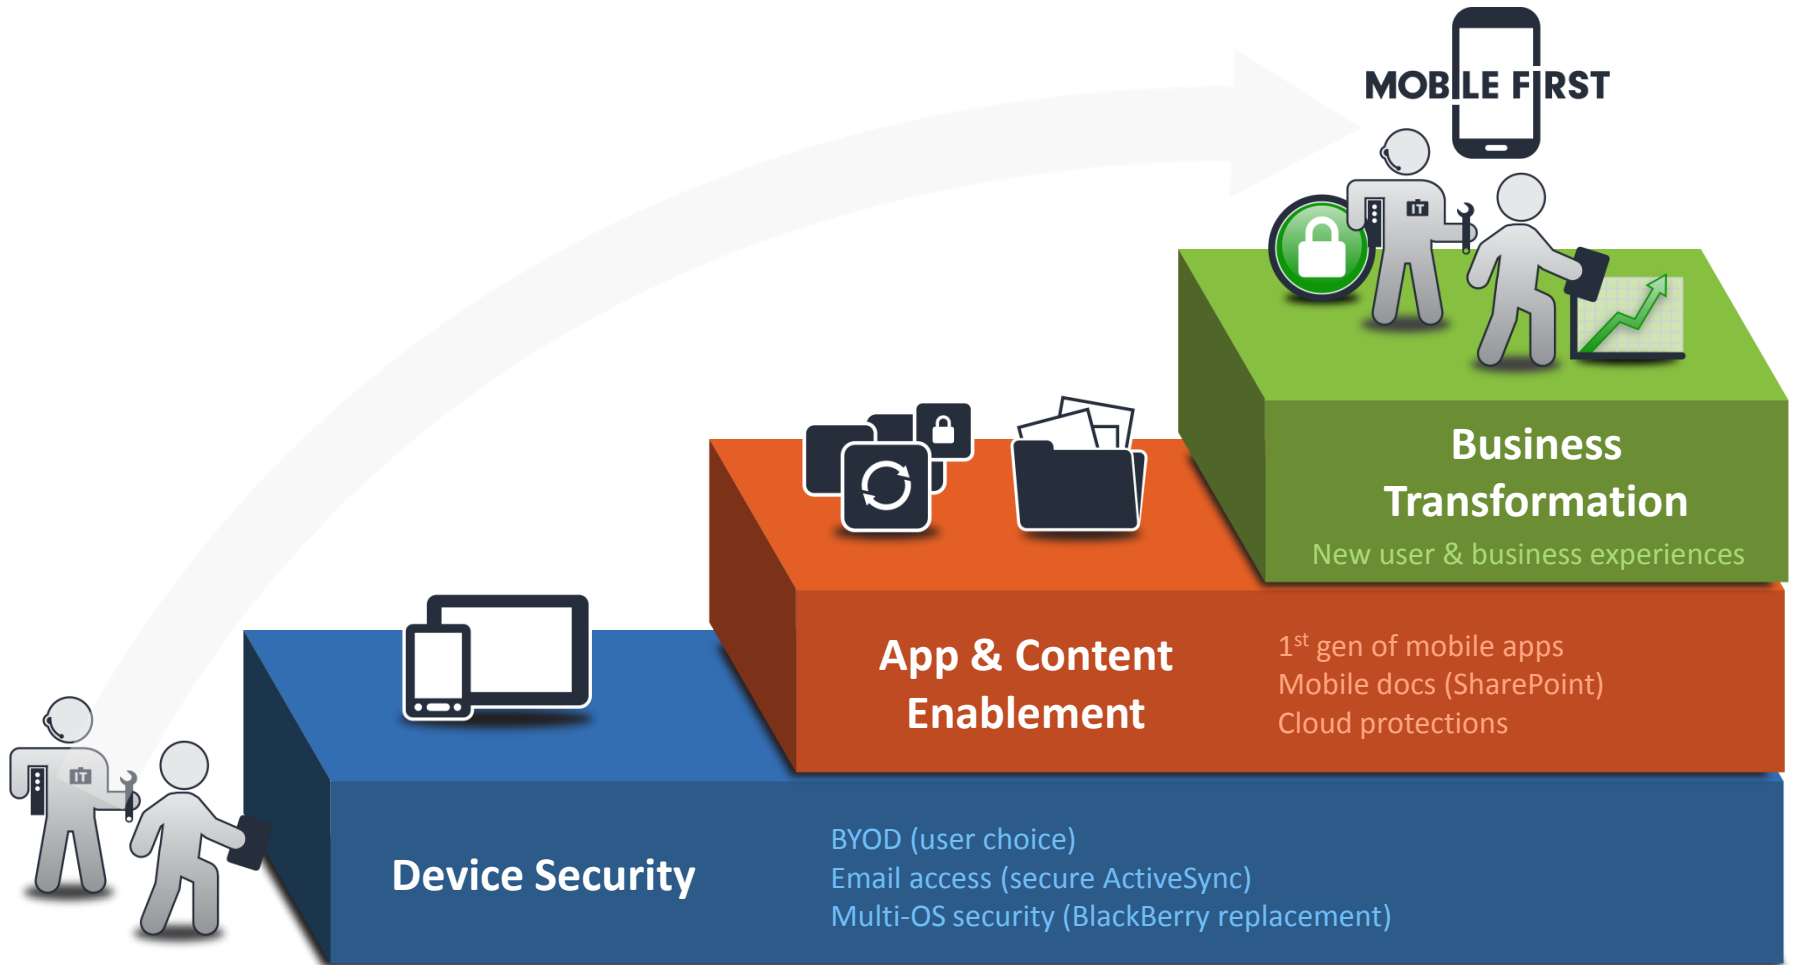 MOBILE FIRST
IT
Business
Transformation
New user & business experiences
App & Content
Enablement
1st gen of mobile apps
Mobile docs (SharePoint)
Cloud protections
IT
Device Security
BYOD (user choice)
Email access (secure ActiveSync)
Multi-OS security (BlackBerry replacement)